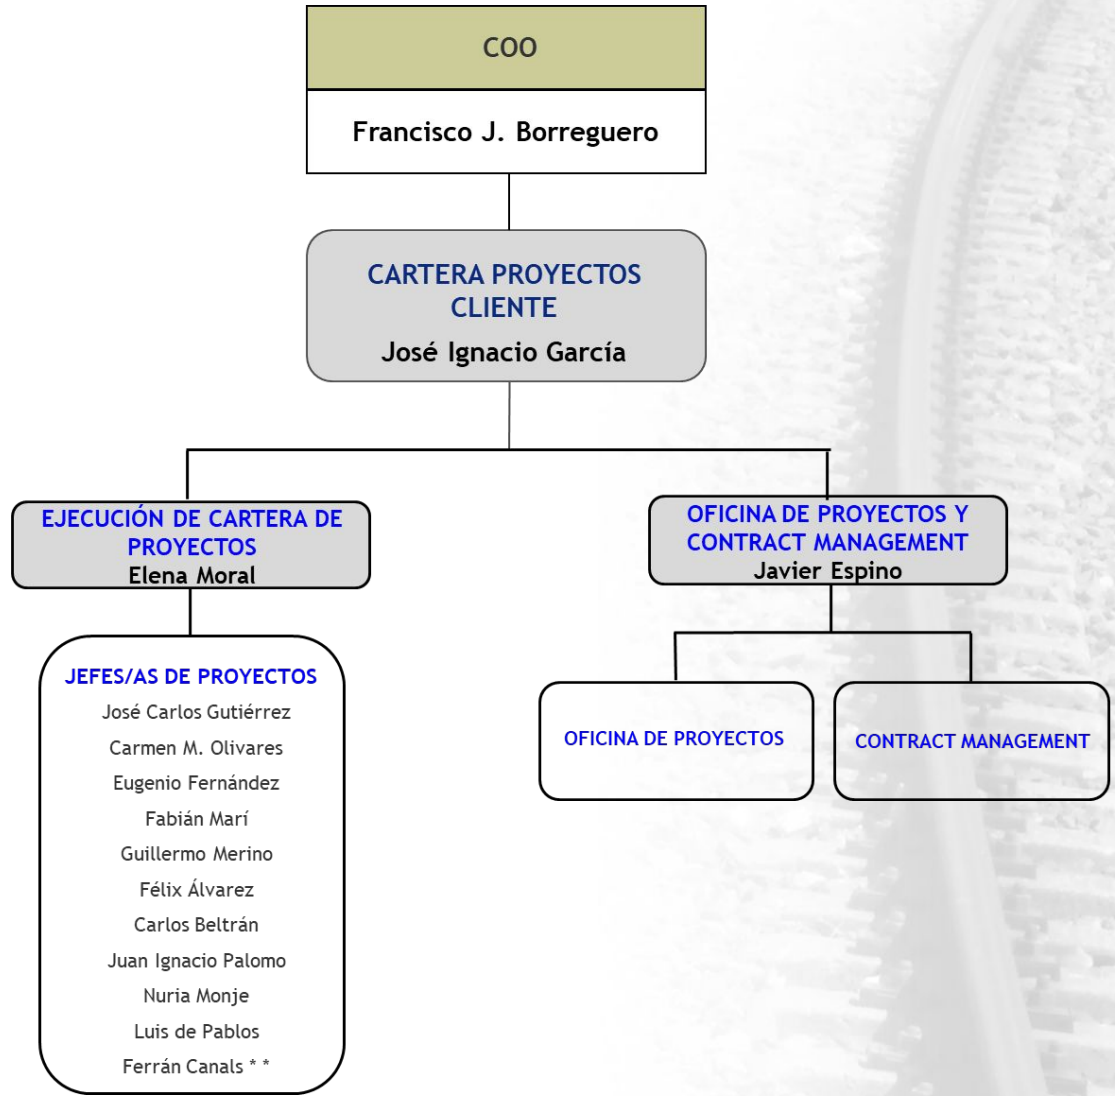 COO
Francisco J. Borreguero
CARTERA PROYECTOS
CLIENTE
José Ignacio García
EJECUCIÓN DE CARTERA DE
PROYECTOS
Elena Moral
OFICINA DE PROYECTOS Y
CONTRACT MANAGEMENT
Javier Espino
JEFES/AS DE PROYECTOS
José Carlos Gutiérrez
Carmen M. Olivares
Eugenio Fernández
Fabián Marí
Guillermo Merino
Félix Álvarez
Carlos Beltrán
Juan Ignacio Palomo
Nuria Monje
Luis de Pablos
Ferrán Canals * *
OFICINA DE PROYECTOS
CONTRACT MANAGEMENT